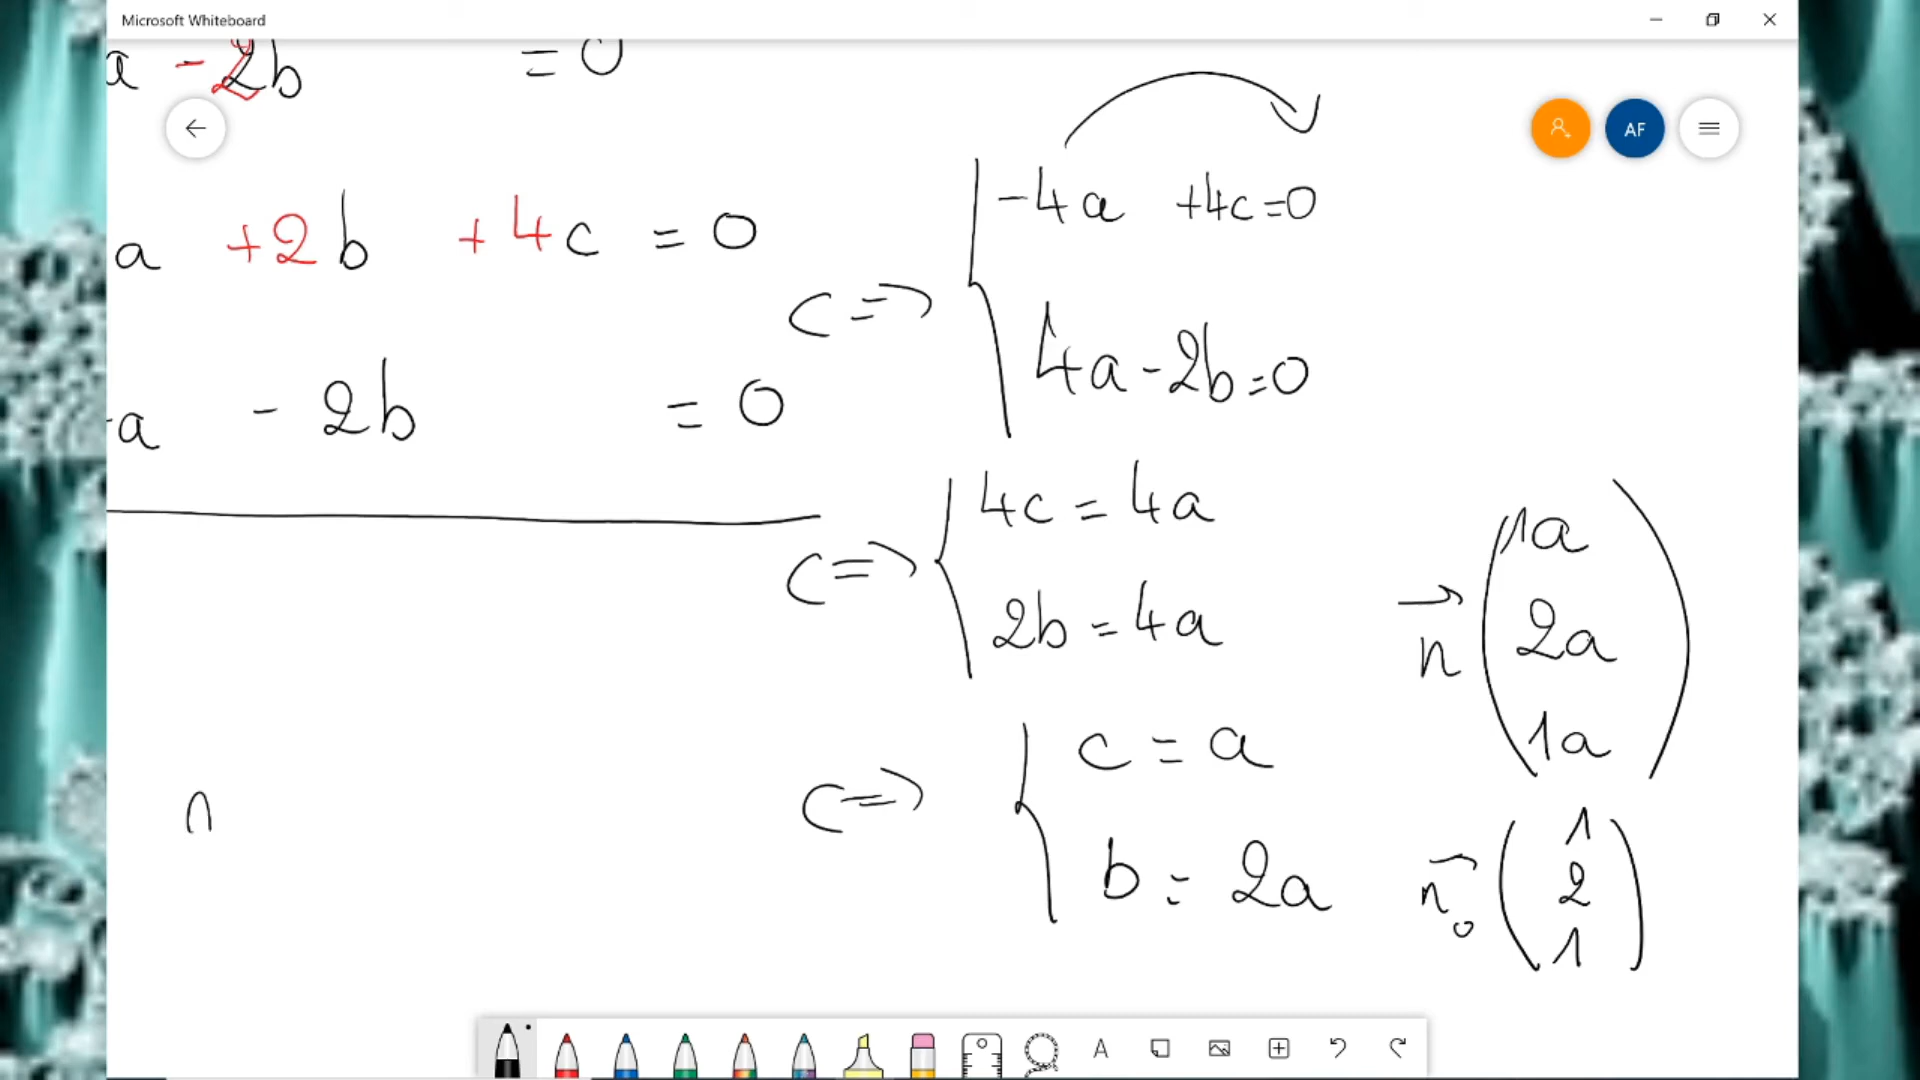 Microsoft Whiteboard
a - 2b = 0
AF
a +2b +4c = 0
a - 2b = 0
⟺ { -4a +4c=0
4a-2b=0
⟺ { 4c = 4a
2b = 4a
⟺ { c = a
b = 2a
n⃗ ( 1a
2a
1a )
n⃗₀ ( 1
2
1 )
n
A